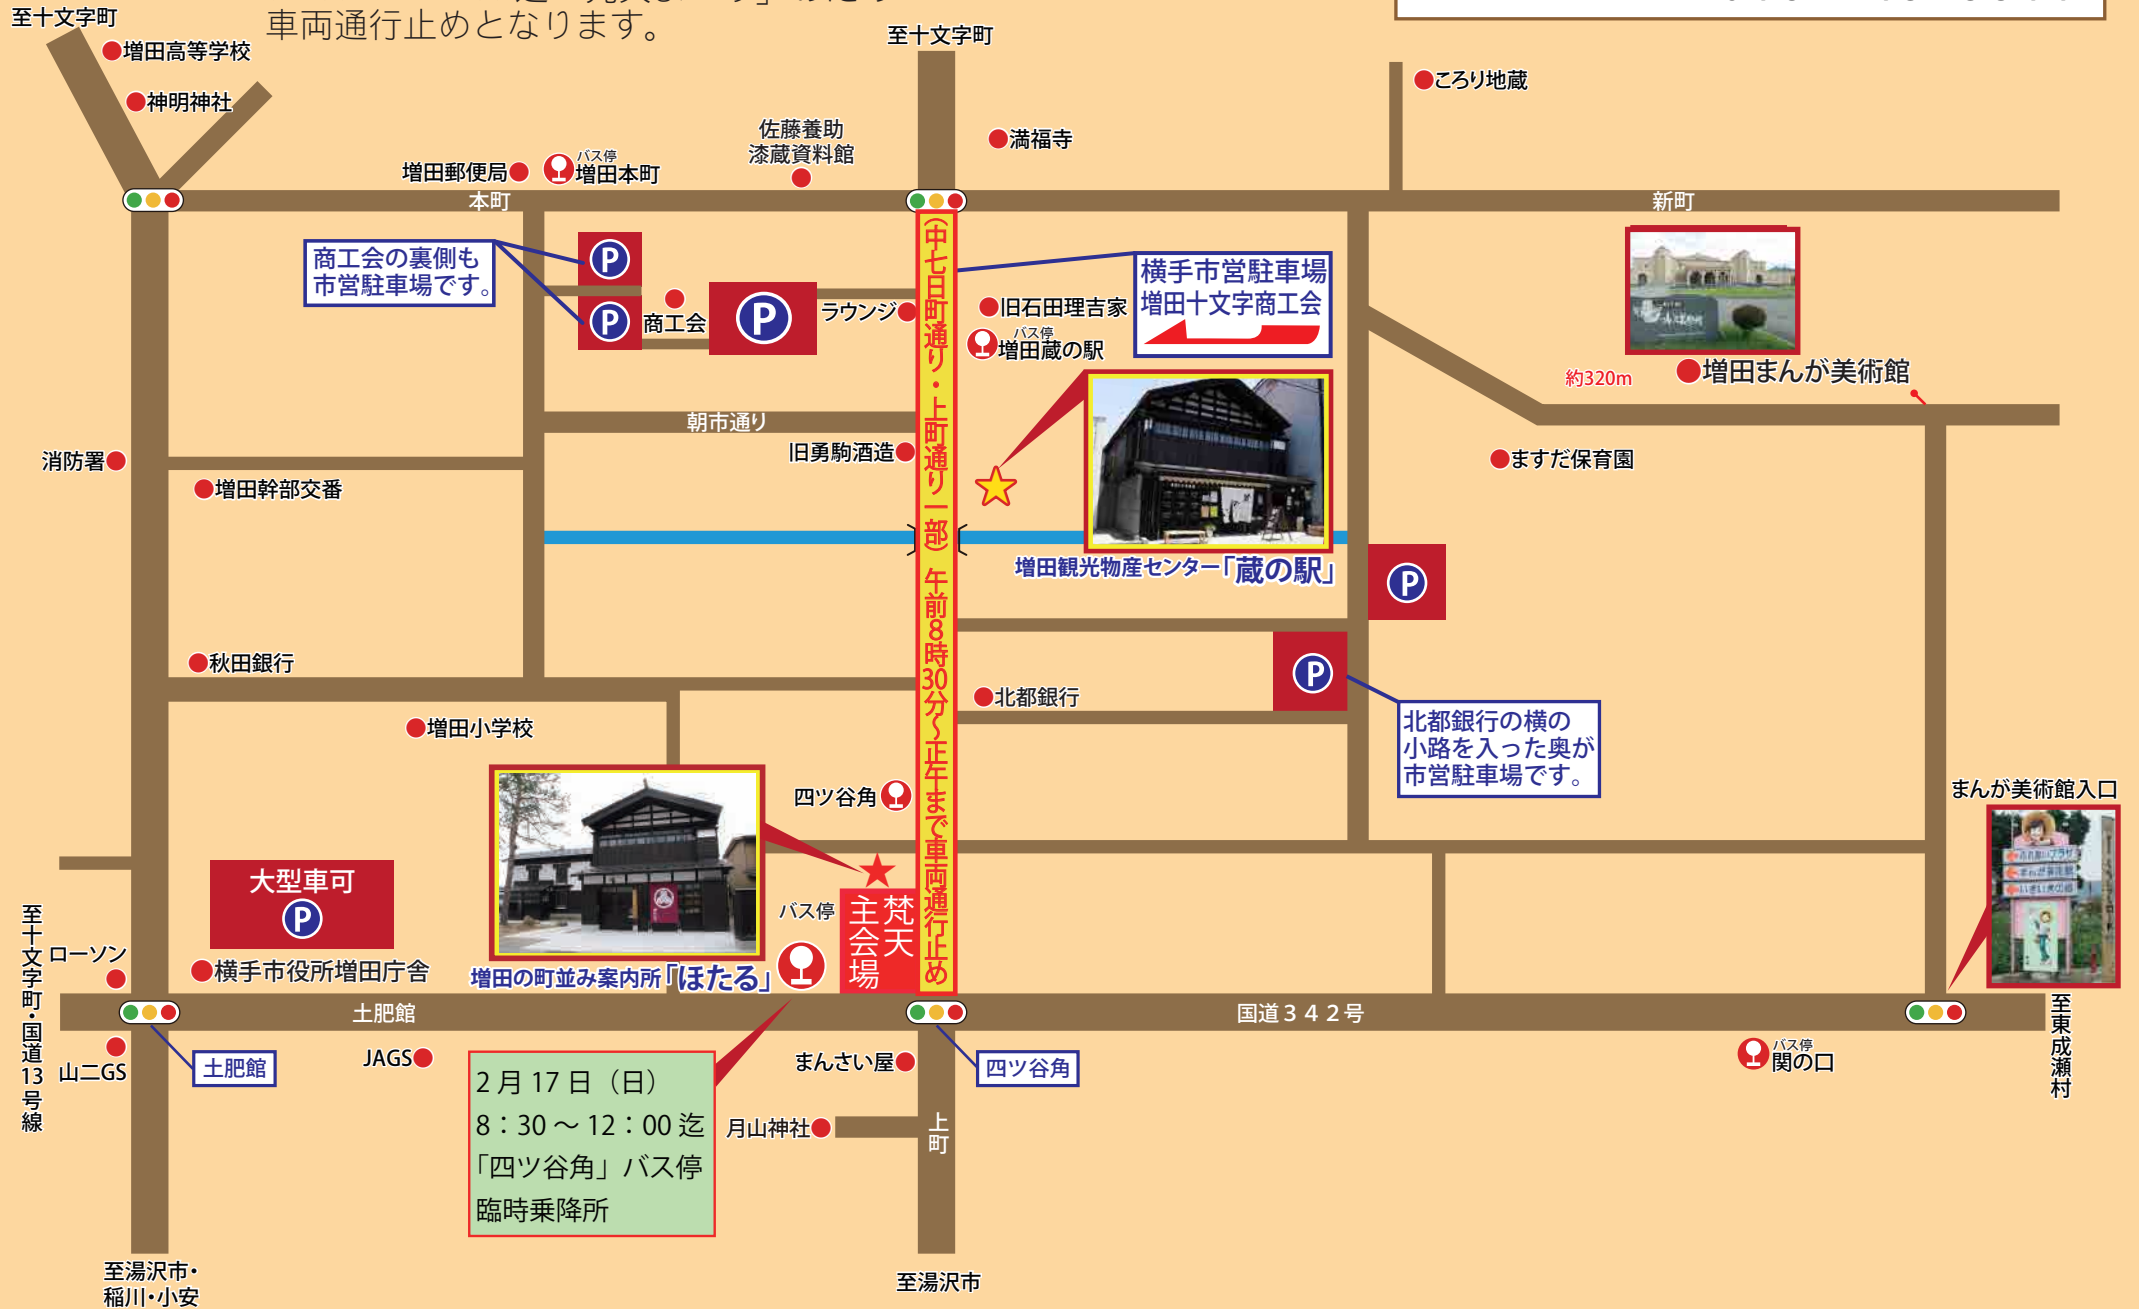 車両通行止めとなります。
至十文字町
増田高等学校
神明神社
至十文字町
ころり地蔵
満福寺
佐藤養助
漆蔵資料館
増田郵便局
バス停
増田本町
本町
新町
商工会の裏側も
市営駐車場です。
P
P
商工会
P
ラウンジ
旧石田理吉家
バス停
増田蔵の駅
横手市営駐車場
増田十文字商工会
約320m
増田まんが美術館
朝市通り
旧勇駒酒造
消防署
増田幹部交番
ますだ保育園
(中七日町通り・上町通り一部) 午前8時30分~正午まで車両通行止め
増田観光物産センター「蔵の駅」
P
P
秋田銀行
北都銀行
増田小学校
北都銀行の横の
小路を入った奥が
市営駐車場です。
四ツ谷角
まんが美術館入口
大型車可
P
横手市役所増田庁舎
ローソン
至十文字町・国道13号線
増田の町並み案内所「ほたる」
バス停
梵天
主会場
土肥館
国道342号
至東成瀬村
山二GS
土肥館
JAGS
まんさい屋
四ツ谷角
バス停
関の口
2月17日(日)
8:30～12:00迄
「四ツ谷角」バス停
臨時乗降所
月山神社
上町
至湯沢市・
稲川・小安
至湯沢市